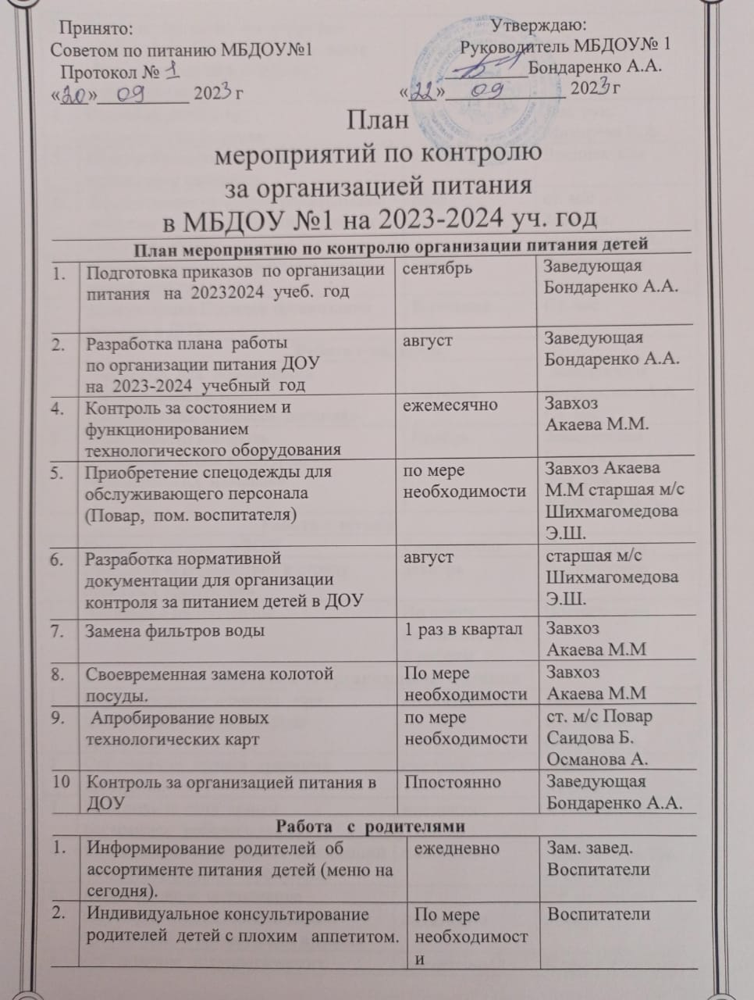 Принято:
Советом по питанию МБДОУ№1
Протокол № 1
«20» 09 2023 г
Утверждаю:
Руководитель МБДОУ№ 1
Бондаренко А.А.
«22» 09 2023 г
План
мероприятий по контролю
за организацией питания
в МБДОУ №1 на 2023-2024 уч. год
План мероприятию по контролю организации питания детей
1. Подготовка приказов по организации
питания на 20232024 учеб. год
сентябрь
Заведующая
Бондаренко А.А.
2. Разработка плана работы
по организации питания ДОУ
на 2023-2024 учебный год
август
Заведующая
Бондаренко А.А.
4. Контроль за состоянием и
функционированием
технологического оборудования
ежемесячно
Завхоз
Акаева М.М.
5. Приобретение спецодежды для
обслуживающего персонала
(Повар, пом. воспитателя)
по мере
необходимости
Завхоз Акаева
М.М старшая м/с
Шихмагомедова
Э.Ш.
6. Разработка нормативной
документации для организации
контроля за питанием детей в ДОУ
август
старшая м/с
Шихмагомедова
Э.Ш.
7. Замена фильтров воды
1 раз в квартал
Завхоз
Акаева М.М
8. Своевременная замена колотой
посуды.
По мере
необходимости
Завхоз
Акаева М.М
9. Апробирование новых
технологических карт
по мере
необходимости
ст. м/с Повар
Саидова Б.
Османова А.
10 Контроль за организацией питания в
ДОУ
Ппостоянно
Заведующая
Бондаренко А.А.
Работа с родителями
1. Информирование родителей об
ассортименте питания детей (меню на
сегодня).
ежедневно
Зам. завед.
Воспитатели
2. Индивидуальное консультирование
родителей детей с плохим аппетитом.
По мере
необходимост
и
Воспитатели